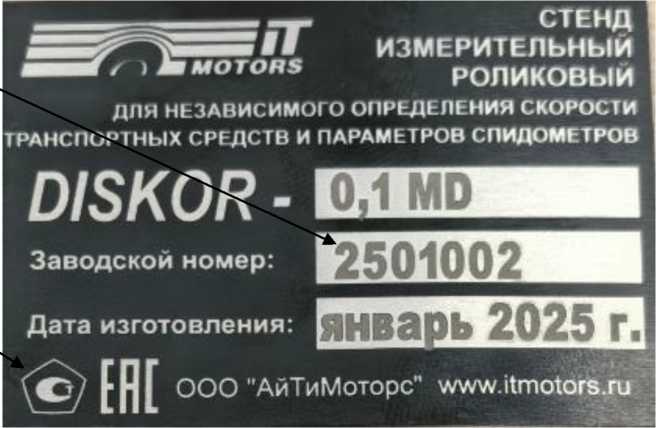 iT
MOTORS
СТЕНД
ИЗМЕРИТЕЛЬНЫЙ
РОЛИКОВЫЙ
ДЛЯ НЕЗАВИСИМОГО ОПРЕДЕЛЕНИЯ СКОРОСТИ
ТРАНСПОРТНЫХ СРЕДСТВ И ПАРАМЕТРОВ СПИДОМЕТРОВ
DISKOR - 0,1 MD
Заводской номер: 2501002
Дата изготовления: январь 2025 г.
ЕАС ООО "АйТиМоторс" www.itmotors.ru